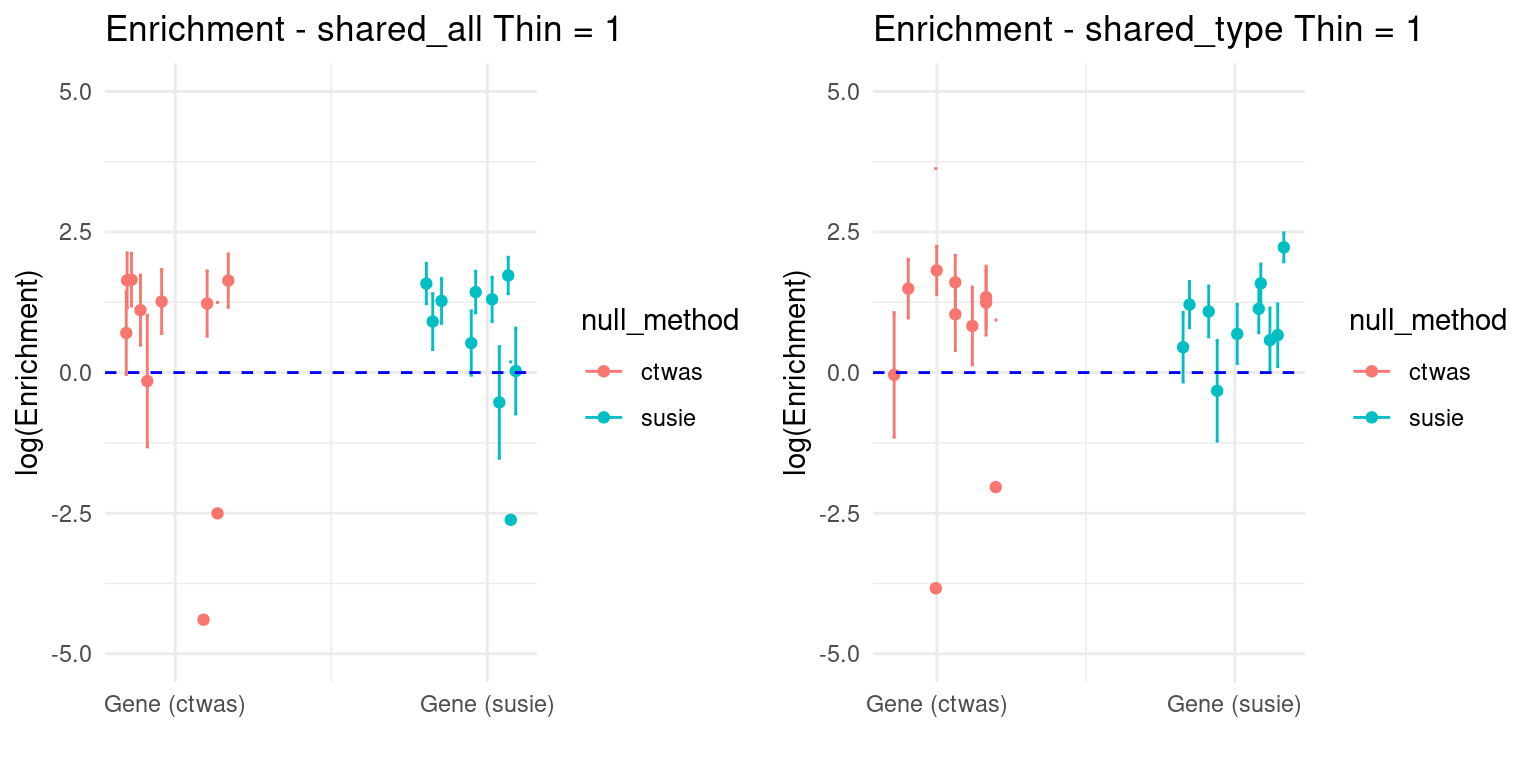 Enrichment - shared_all Thin = 1
log(Enrichment)
5.0
2.5
0.0
-2.5
-5.0
Gene (ctwas)
Gene (susie)
null_method
ctwas
susie
Enrichment - shared_type Thin = 1
log(Enrichment)
5.0
2.5
0.0
-2.5
-5.0
Gene (ctwas)
Gene (susie)
null_method
ctwas
susie